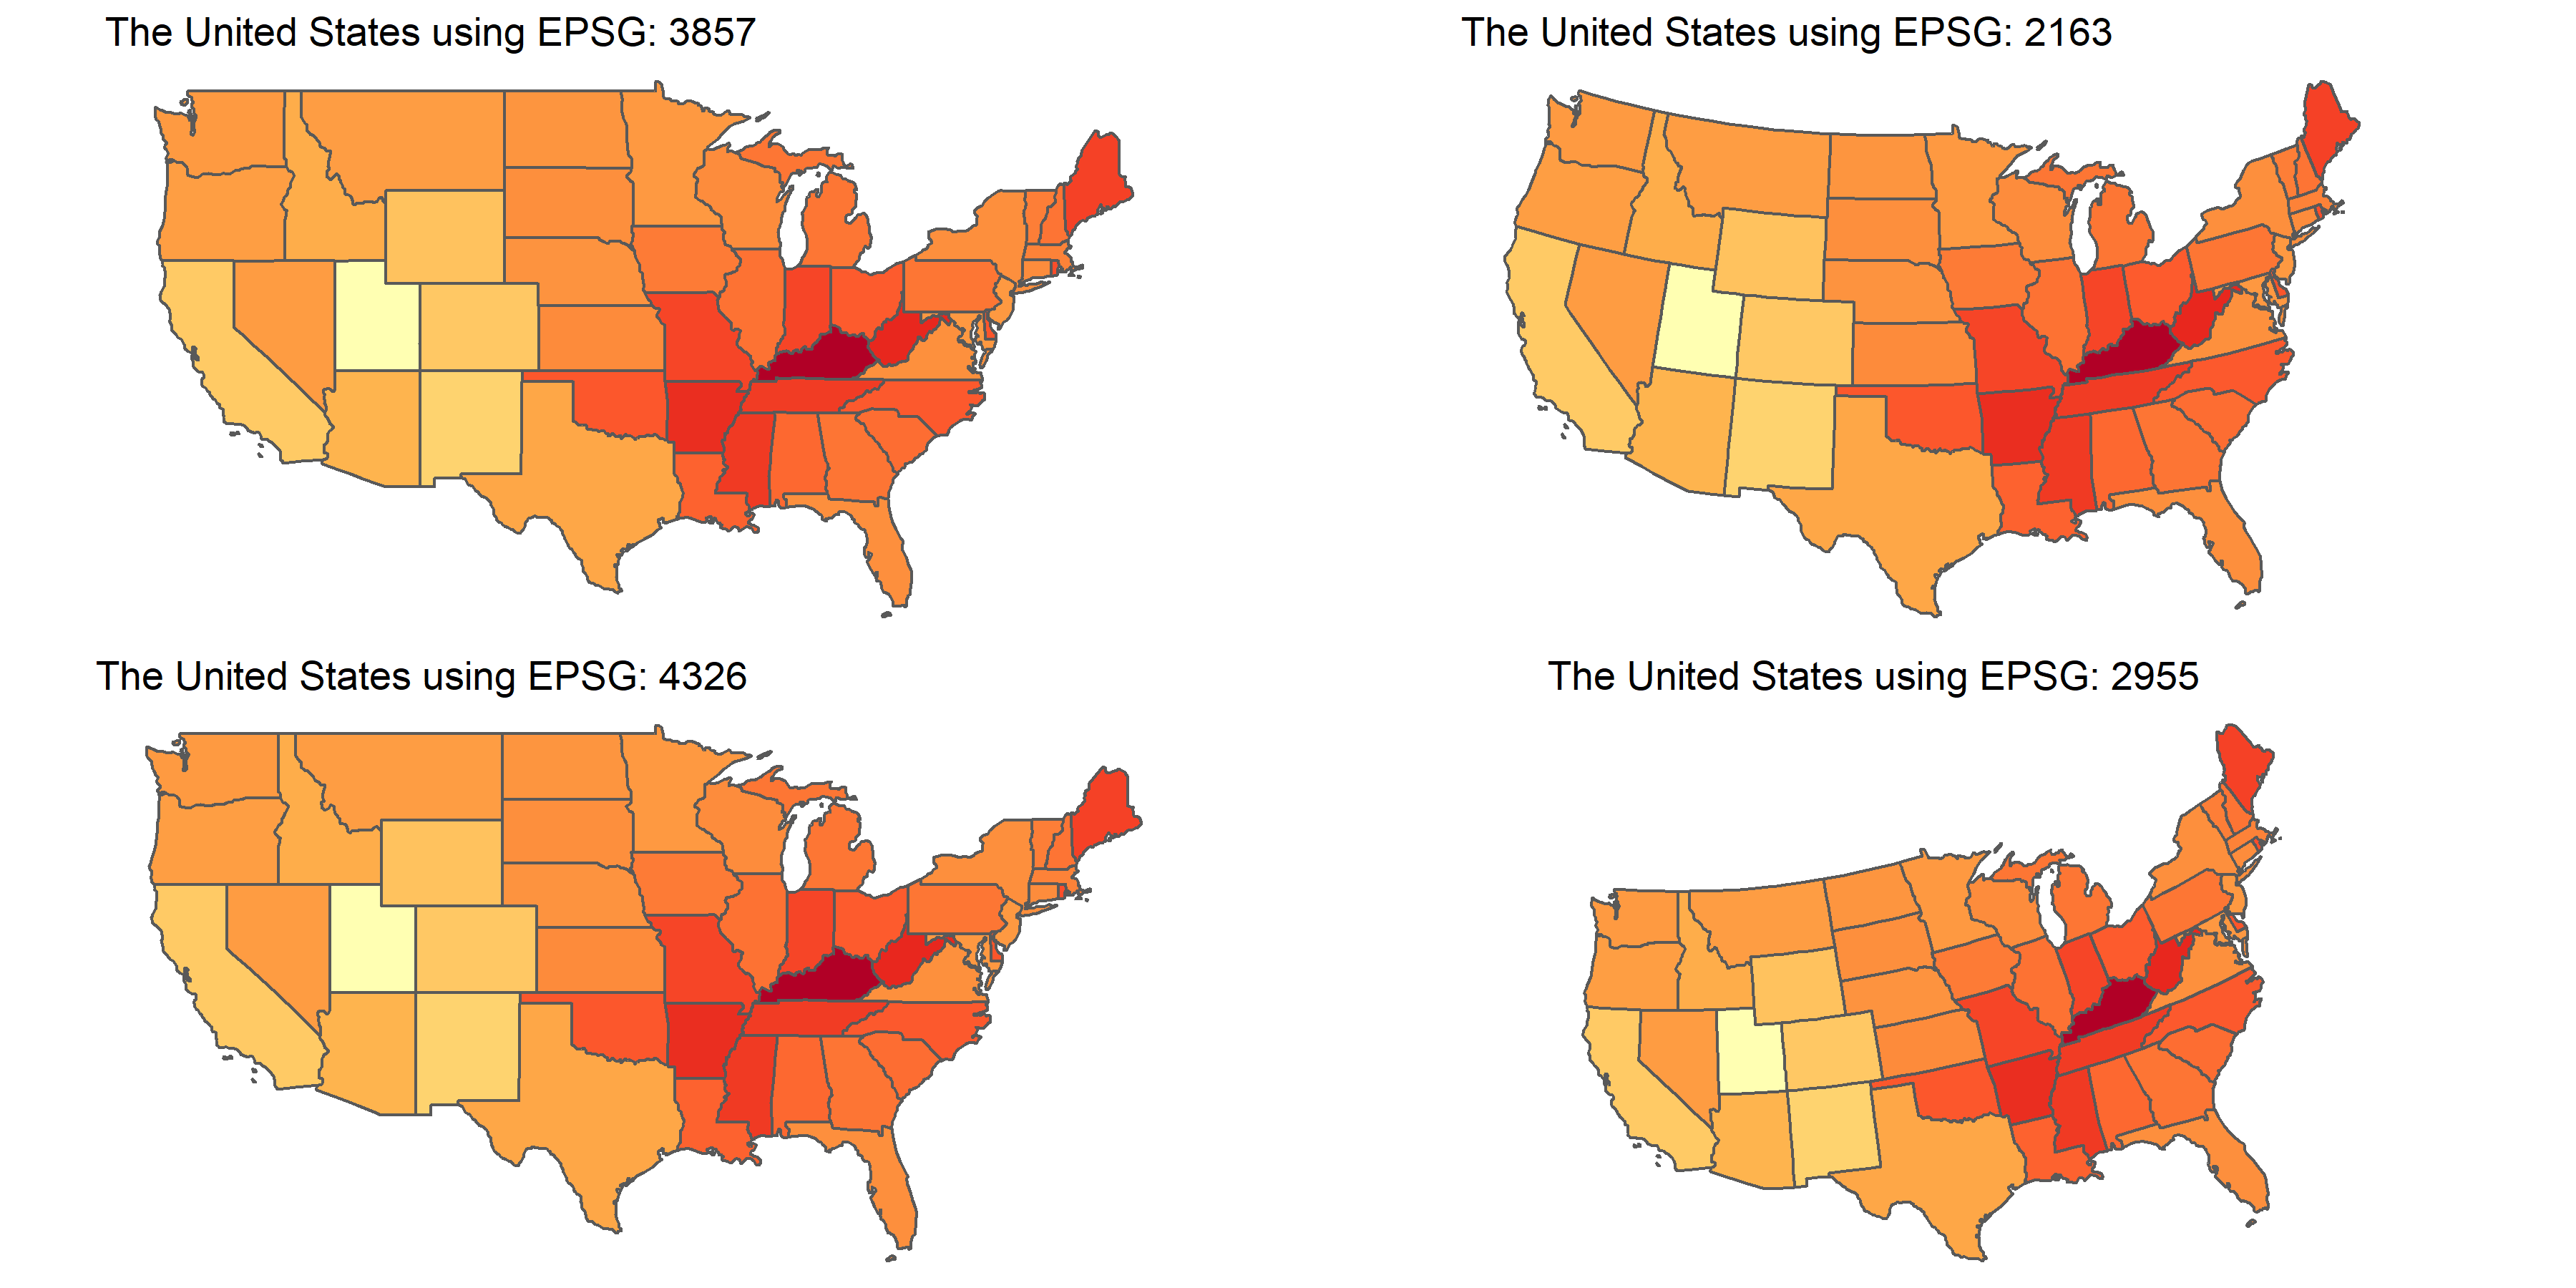 The United States using EPSG: 3857
The United States using EPSG: 2163
The United States using EPSG: 4326
The United States using EPSG: 2955